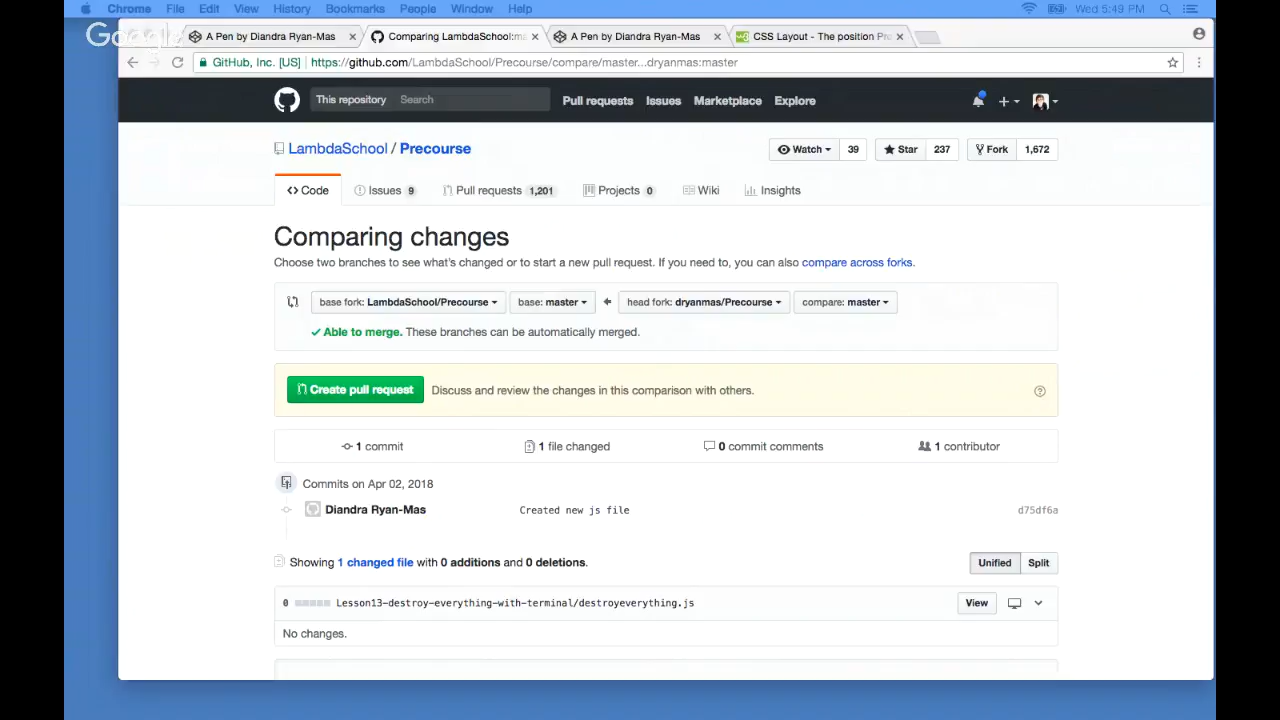 Chrome File Edit View History Bookmarks People Window Help Wed 5:49 PM
Google
A Pen by Diandra Ryan-Mas Comparing LambdaSchool:ma A Pen by Diandra Ryan-Mas CSS Layout - The position Pro
GitHub, Inc. [US] https://github.com/LambdaSchool/Precourse/compare/master...dryanmas:master
This repository Search Pull requests Issues Marketplace Explore
LambdaSchool / Precourse Watch 39 Star 237 Fork 1,672
Code Issues 9 Pull requests 1,201 Projects 0 Wiki Insights
Comparing changes
Choose two branches to see what's changed or to start a new pull request. If you need to, you can also compare across forks.
base fork: LambdaSchool/Precourse base: master head fork: dryanmas/Precourse compare: master
Able to merge. These branches can be automatically merged.
Create pull request Discuss and review the changes in this comparison with others.
1 commit 1 file changed 0 commit comments 1 contributor
Commits on Apr 02, 2018
Diandra Ryan-Mas Created new js file d75df6a
Showing 1 changed file with 0 additions and 0 deletions. Unified Split
0 Lesson13-destroy-everything-with-terminal/destroyeverything.js View
No changes.